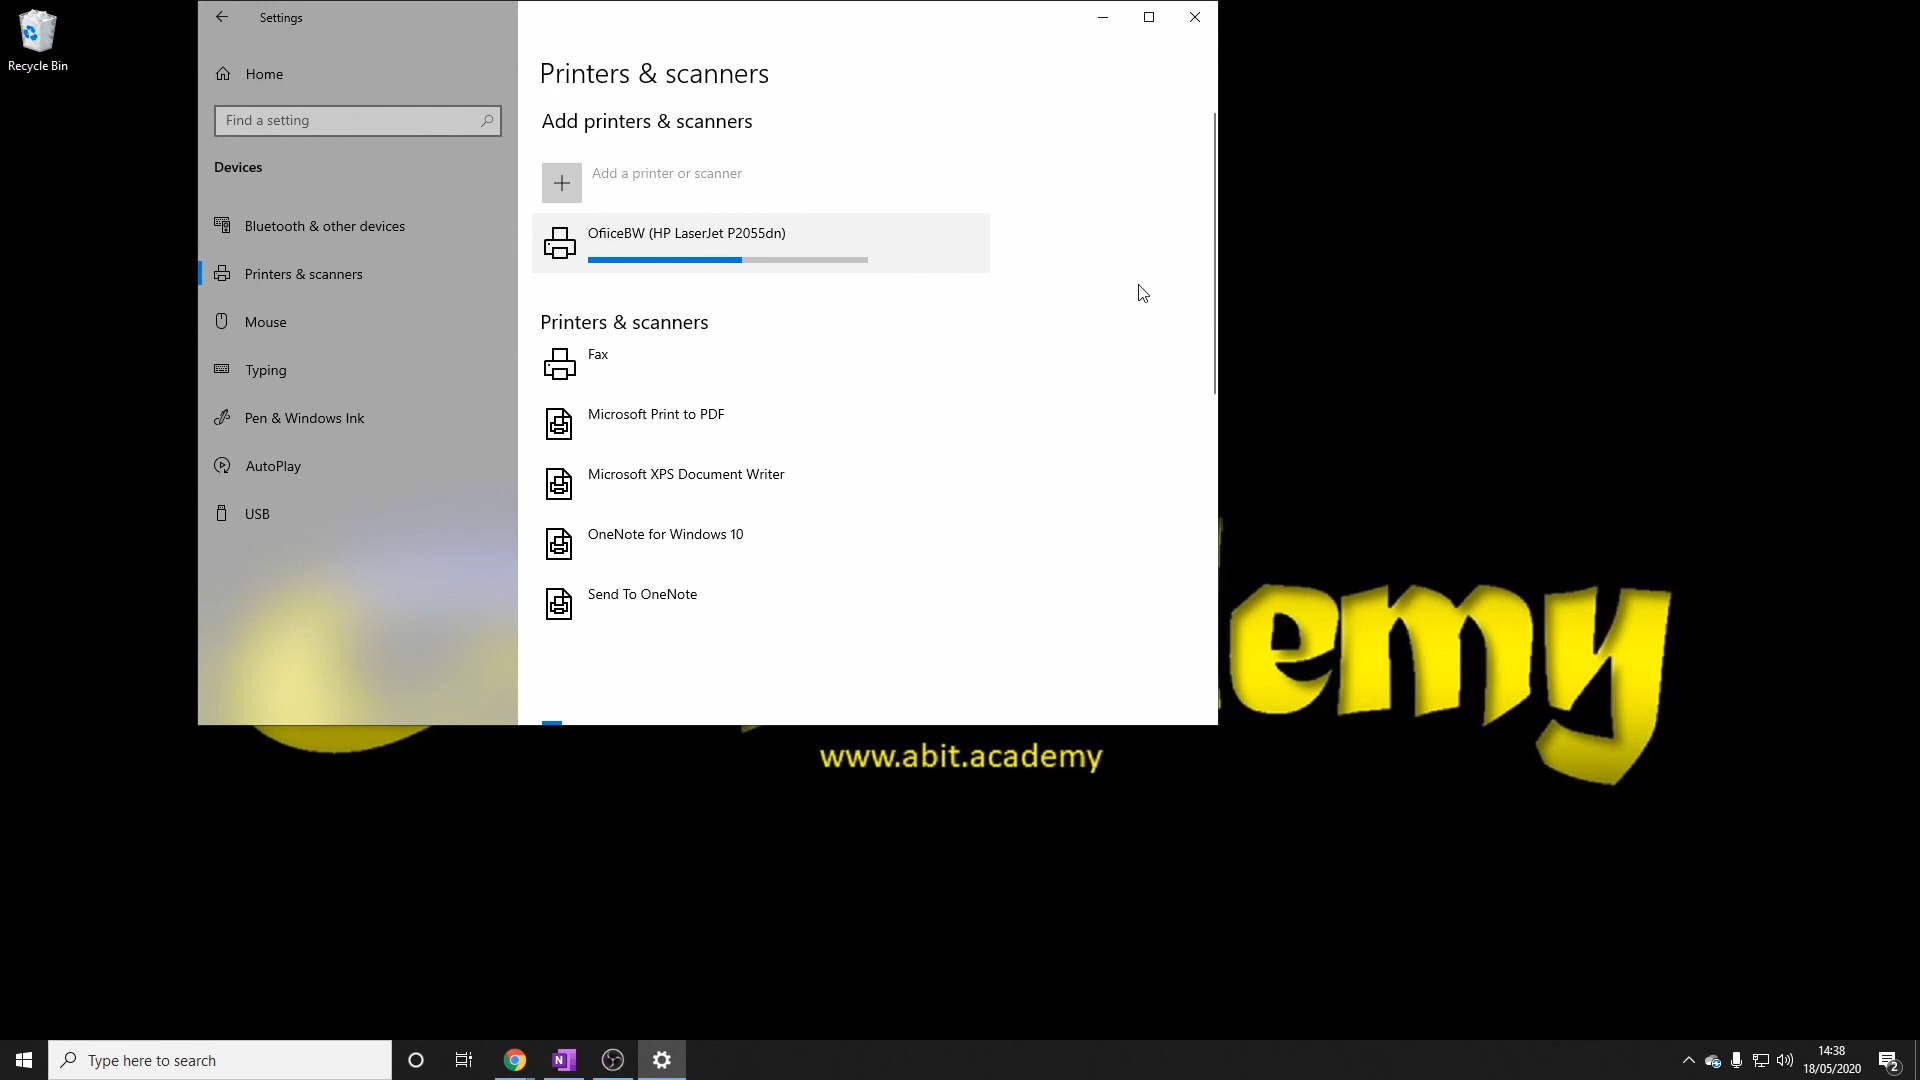 Recycle Bin
Settings
Home
Find a setting
Devices
Bluetooth & other devices
Printers & scanners
Mouse
Typing
Pen & Windows Ink
AutoPlay
USB
Printers & scanners
Add printers & scanners
Add a printer or scanner
OfiiceBW (HP LaserJet P2055dn)
Printers & scanners
Fax
Microsoft Print to PDF
Microsoft XPS Document Writer
OneNote for Windows 10
Send To OneNote
emy
www.abit.academy
Type here to search
N
14:38
18/05/2020
2